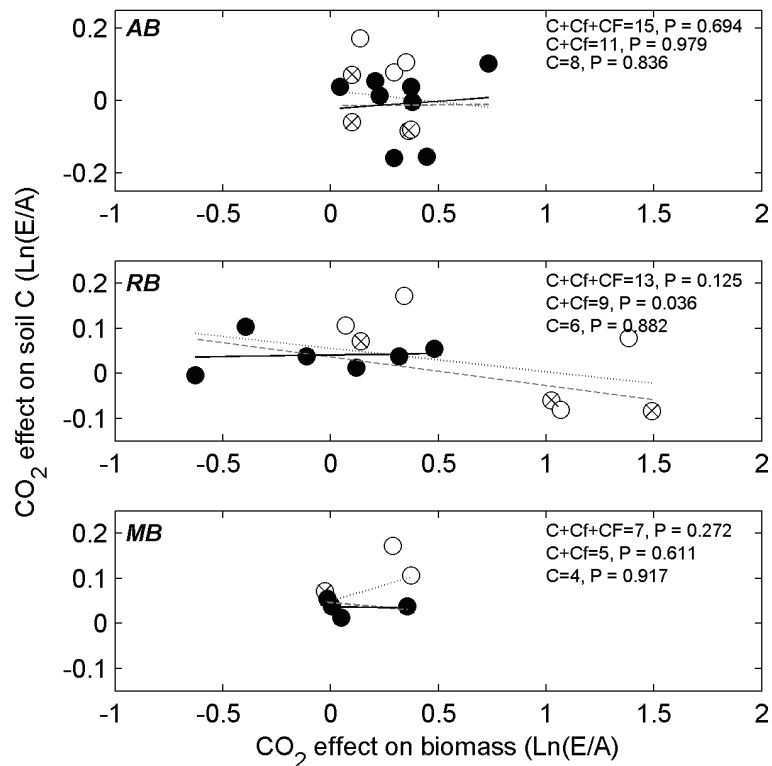 AB
C+Cf+CF=15, P = 0.694
C+Cf=11, P = 0.979
C=8, P = 0.836
0.2
0.1
0
-0.1
-0.2
-1 -0.5 0 0.5 1 1.5 2
RB
C+Cf+CF=13, P = 0.125
C+Cf=9, P = 0.036
C=6, P = 0.882
0.2
0.1
0
-0.1
-1 -0.5 0 0.5 1 1.5 2
MB
C+Cf+CF=7, P = 0.272
C+Cf=5, P = 0.611
C=4, P = 0.917
0.2
0.1
0
-0.1
-1 -0.5 0 0.5 1 1.5 2
CO2 effect on soil C (Ln(E/A)
CO2 effect on biomass (Ln(E/A)